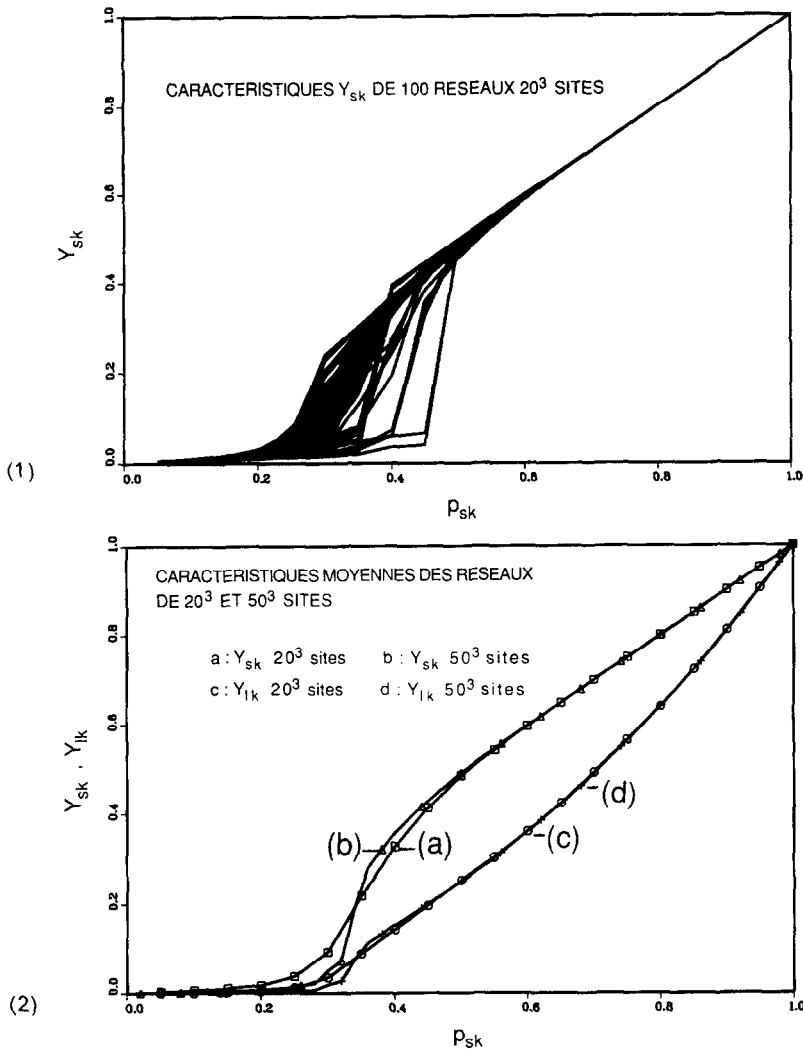 CARACTERISTIQUES Y_sk DE 100 RESEAUX 20³ SITES
Y_sk
1.0
0.8
0.6
0.4
0.2
0.0
0.0 0.2 0.4 0.6 0.8 1.0
p_sk
(1)
CARACTERISTIQUES MOYENNES DES RESEAUX
DE 20³ ET 50³ SITES
a : Y_sk 20³ sites b : Y_sk 50³ sites
c : Y_lk 20³ sites d : Y_lk 50³ sites
Y_sk , Y_lk
1.0
0.8
0.6
0.4
0.2
0.0
(b) (a)
(d)
(c)
0.0 0.2 0.4 0.6 0.8 1.0
p_sk
(2)